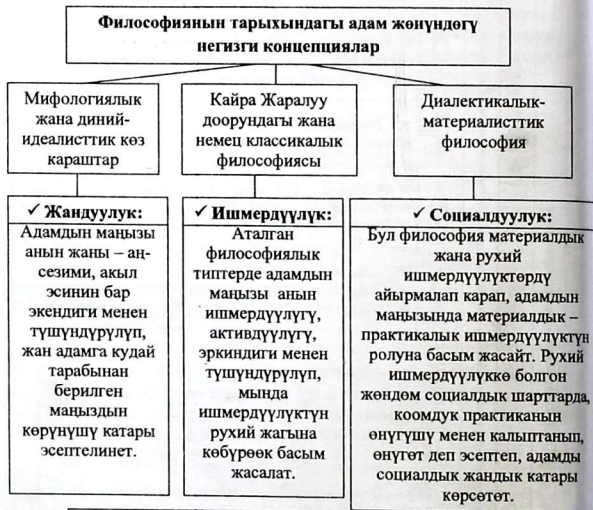 Философиянын тарыхындагы адам жөнүндөгү
негизги концепциялар
Мифологиялык
жана диний-
идеалисттик көз
караштар
Кайра Жаралуу
доорундагы жана
немец классикалык
философиясы
Диалектикалык-
материалисттик
философия
✓ Жандуулук:
Адамдын маңызы
анын жаны – аң-
сезими, акыл
эсинин бар
экендиги менен
түшүндүрүлүп,
жан адамга кудай
тарабынан
берилген
маңыздын
көрүнүшү катары
эсептелинет.
✓ Ишмердүүлүк:
Аталган
философиялык
типтерде адамдын
маңызы анын
ишмердүүлүгү,
активдүүлүгү,
эркиндиги менен
түшүндүрүлүп,
мында
ишмердүүлүктүн
рухий жагына
көбүрөөк басым
жасалат.
✓ Социалдуулук:
Бул философия материалдык
жана рухий
ишмердүүлүктөрдү
айырмалап карап, адамдын
маңызында материалдык –
практикалык ишмердүүлүктүн
ролуна басым жасайт. Рухий
ишмердүүлүккө болгон
жөндөм социалдык шарттарда,
коомдук практиканын
өнүгүшү менен калыптанып,
өнүгөт деп эсептеп, адамды
социалдык жандык катары
көрсөтөт.